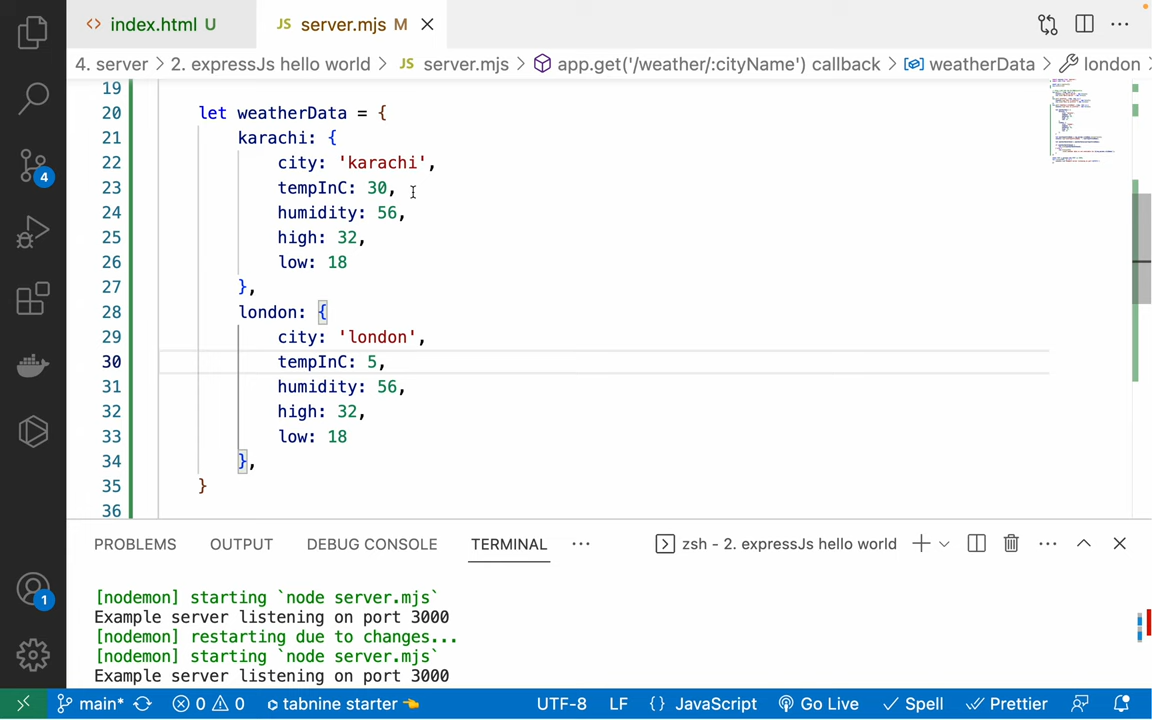 index.html U
JS server.mjs M
4. server > 2. expressJs hello world > JS server.mjs > app.get('/weather/:cityName') callback > weatherData > london
19
20 let weatherData = {
21 karachi: {
22 city: 'karachi',
23 tempInC: 30,
24 humidity: 56,
25 high: 32,
26 low: 18
27 },
28 london: {
29 city: 'london',
30 tempInC: 5,
31 humidity: 56,
32 high: 32,
33 low: 18
34 },
35 }
36
4
1
PROBLEMS OUTPUT DEBUG CONSOLE TERMINAL ··· zsh - 2. expressJs hello world
[nodemon] starting `node server.mjs`
Example server listening on port 3000
[nodemon] restarting due to changes...
[nodemon] starting `node server.mjs`
Example server listening on port 3000
main* 0 0 tabnine starter UTF-8 LF {} JavaScript Go Live Spell Prettier